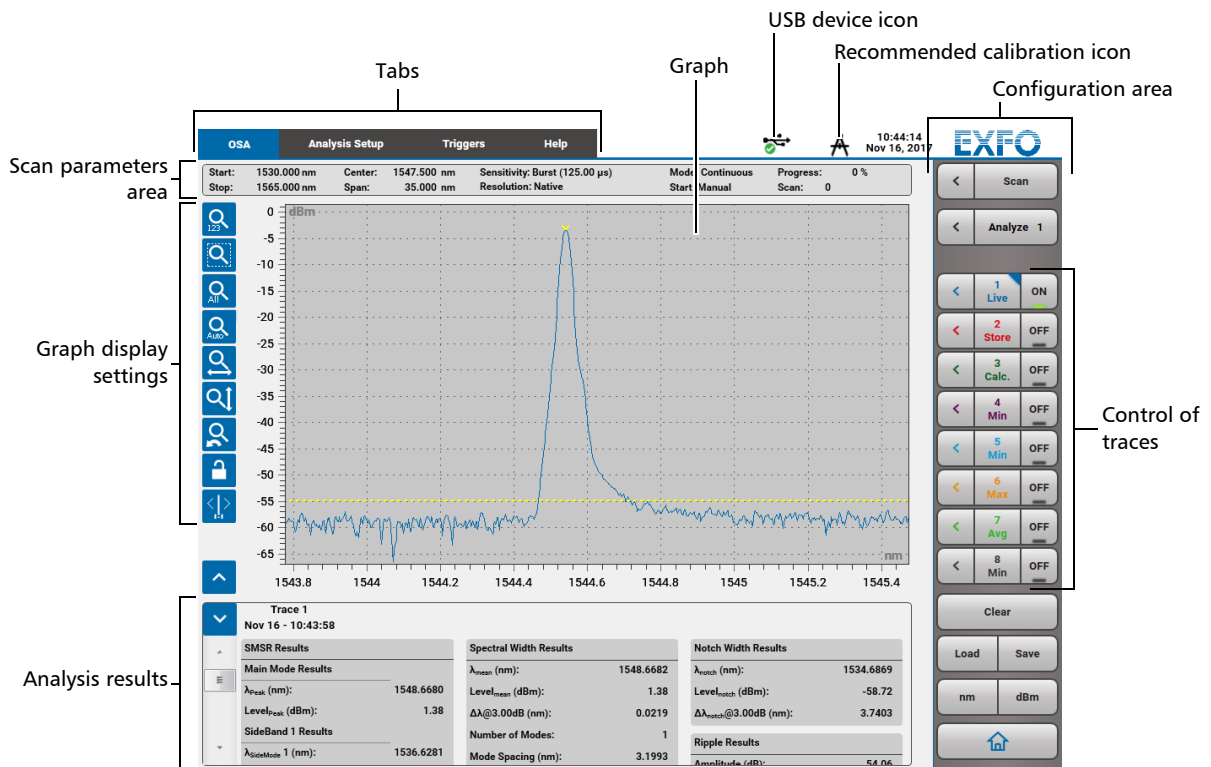 USB device icon
Recommended calibration icon
Tabs
Graph
Configuration area
OSA Analysis Setup Triggers Help
10:44:14
Nov 16, 2017
EXFO
Scan parameters
area
Start: 1530.000 nm Center: 1547.500 nm Sensitivity: Burst (125.00 µs) Mode: Continuous Progress: 0 %
Stop: 1565.000 nm Span: 35.000 nm Resolution: Native Start: Manual Scan: 0
Scan
Analyze 1
Graph display
settings
123
All
Auto
dBm
0
-5
-10
-15
-20
-25
-30
-35
-40
-45
-50
-55
-60
-65
nm
1543.8 1544 1544.2 1544.4 1544.6 1544.8 1545 1545.2 1545.4
1
Live ON
2
Store OFF
3
Calc. OFF
4
Min OFF
5
Min OFF
6
Max OFF
7
Avg OFF
8
Min OFF
Control of
traces
Clear
Load Save
nm dBm
Analysis results
Trace 1
Nov 16 - 10:43:58
SMSR Results
Main Mode Results
λPeak (nm): 1548.6680
LevelPeak (dBm): 1.38
SideBand 1 Results
λSideMode 1 (nm): 1536.6281
Spectral Width Results
λmean (nm): 1548.6682
Levelmean (dBm): 1.38
Δλ@3.00dB (nm): 0.0219
Number of Modes: 1
Mode Spacing (nm): 3.1993
Notch Width Results
λnotch (nm): 1534.6869
Levelnotch (dBm): -58.72
Δλnotch@3.00dB (nm): 3.7403
Ripple Results
Amplitude (dB): 54.06